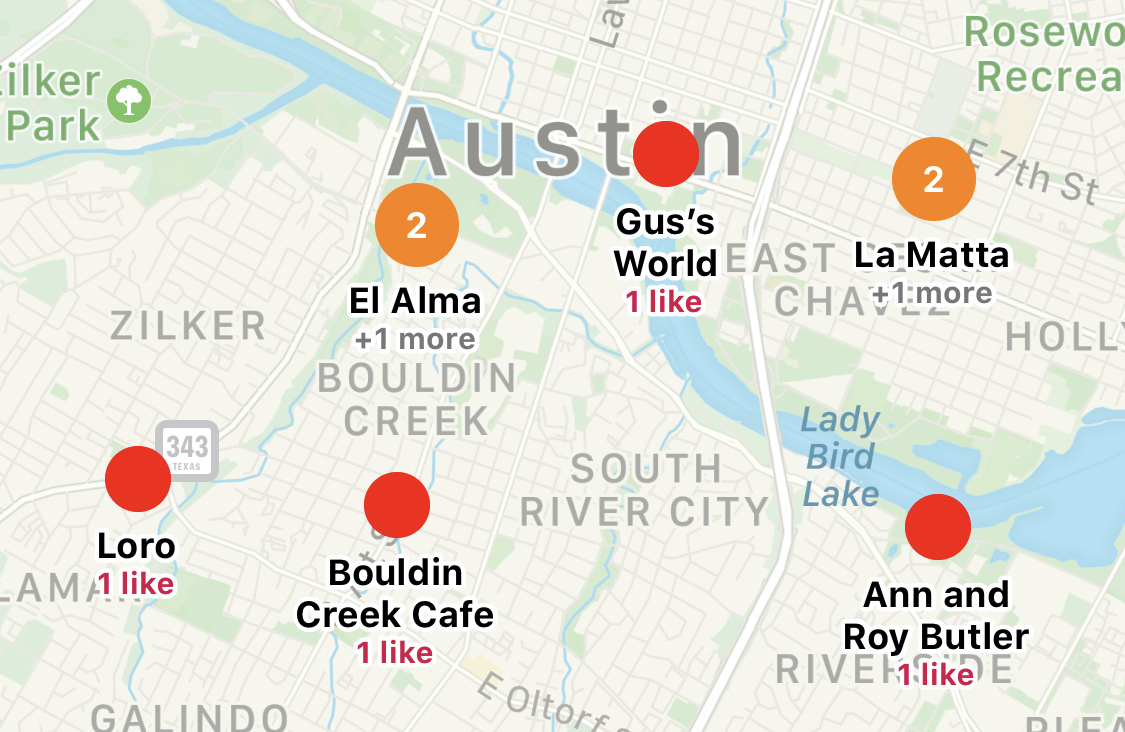 Rosewo
Recrea
Zilker
Park
Austin
E 7th St
2
2
Gus's
World
1 like
EAST
La Matta
+1 more
El Alma
+1 more
ZILKER
HOLLY
BOULDIN
CREEK
Lady
Bird
Lake
343
TEXAS
SOUTH
RIVER CITY
Loro
1 like
LAMAR
Bouldin
Creek Cafe
1 like
Ann and
Roy Butler
1 like
RIVERSIDE
E Oltorf
GALINDO
PLEA